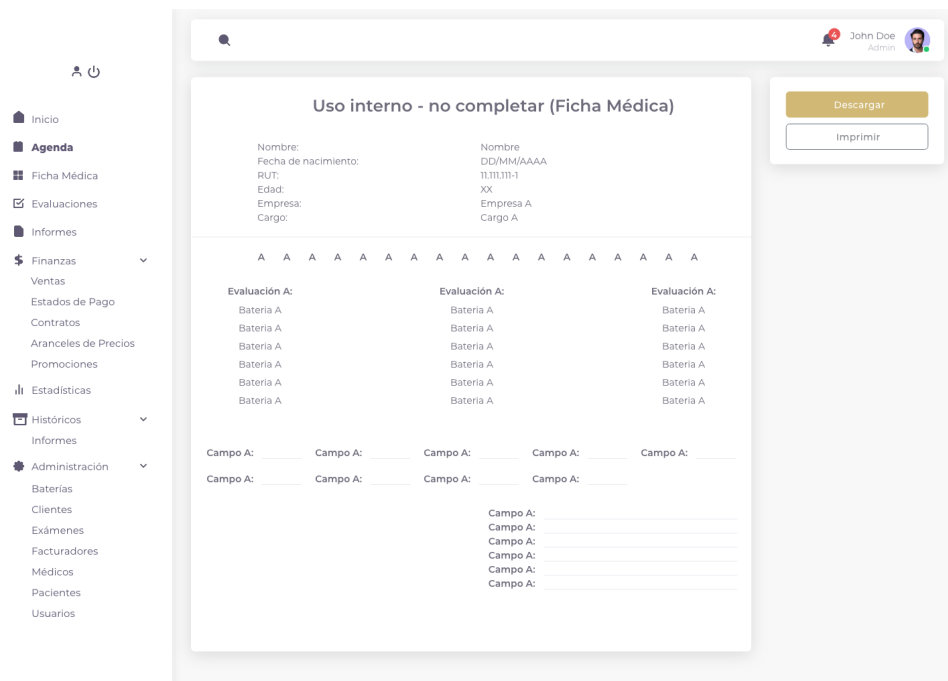 4
John Doe
Admin
Inicio
Agenda
Ficha Médica
Evaluaciones
Informes
Finanzas
Ventas
Estados de Pago
Contratos
Aranceles de Precios
Promociones
Estadísticas
Históricos
Informes
Administración
Baterías
Clientes
Exámenes
Facturadores
Médicos
Pacientes
Usuarios
Uso interno - no completar (Ficha Médica)
Nombre: Nombre
Fecha de nacimiento: DD/MM/AAAA
RUT: 11.111.111-1
Edad: XX
Empresa: Empresa A
Cargo: Cargo A
A A A A A A A A A A A A A A A A A A
Evaluación A: Evaluación A: Evaluación A:
Bateria A Bateria A Bateria A
Bateria A Bateria A Bateria A
Bateria A Bateria A Bateria A
Bateria A Bateria A Bateria A
Bateria A Bateria A Bateria A
Bateria A Bateria A Bateria A
Campo A: Campo A: Campo A: Campo A: Campo A:
Campo A: Campo A: Campo A: Campo A:
Campo A:
Campo A:
Campo A:
Campo A:
Campo A:
Campo A:
Descargar
Imprimir